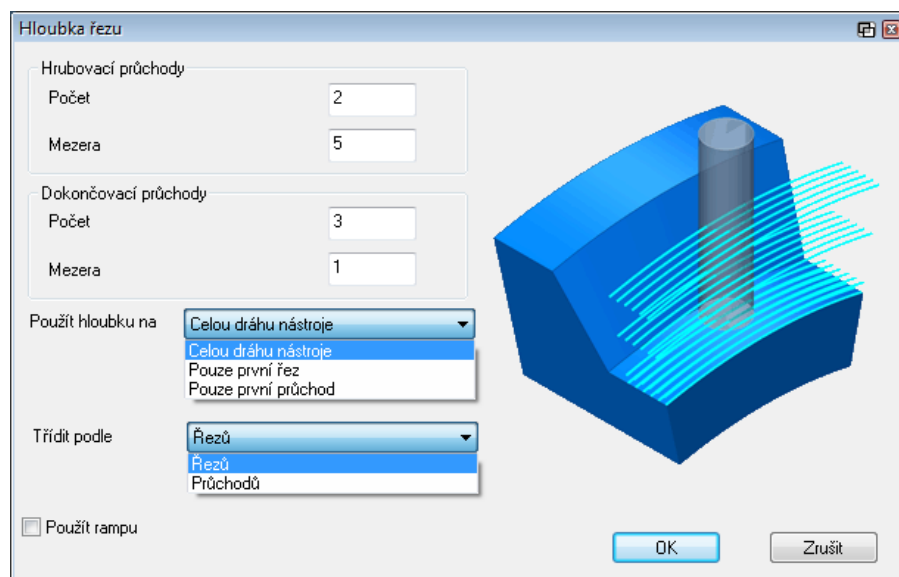 Hloubka řezu
Hrubovací průchody
Počet 2
Mezera 5
Dokončovací průchody
Počet 3
Mezera 1
Použít hloubku na Celou dráhu nástroje
Celou dráhu nástroje
Pouze první řez
Pouze první průchod
Třídit podle Řezů
Řezů
Průchodů
Použít rampu
OK Zrušit